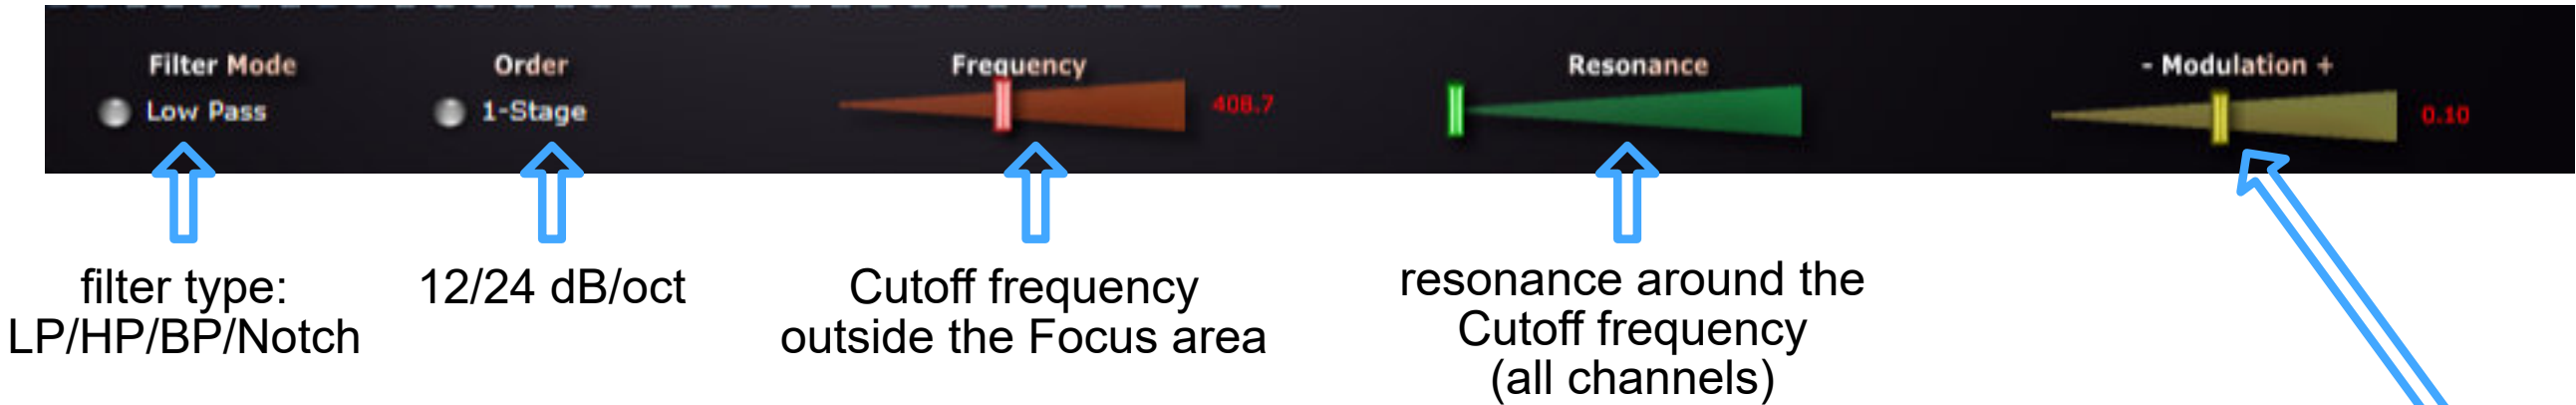 Filter Mode
Order
Frequency
Resonance
- Modulation +
Low Pass
1-Stage
408.7
0.10
filter type:
LP/HP/BP/Notch
12/24 dB/oct
Cutoff frequency
outside the Focus area
resonance around the
Cutoff frequency
(all channels)